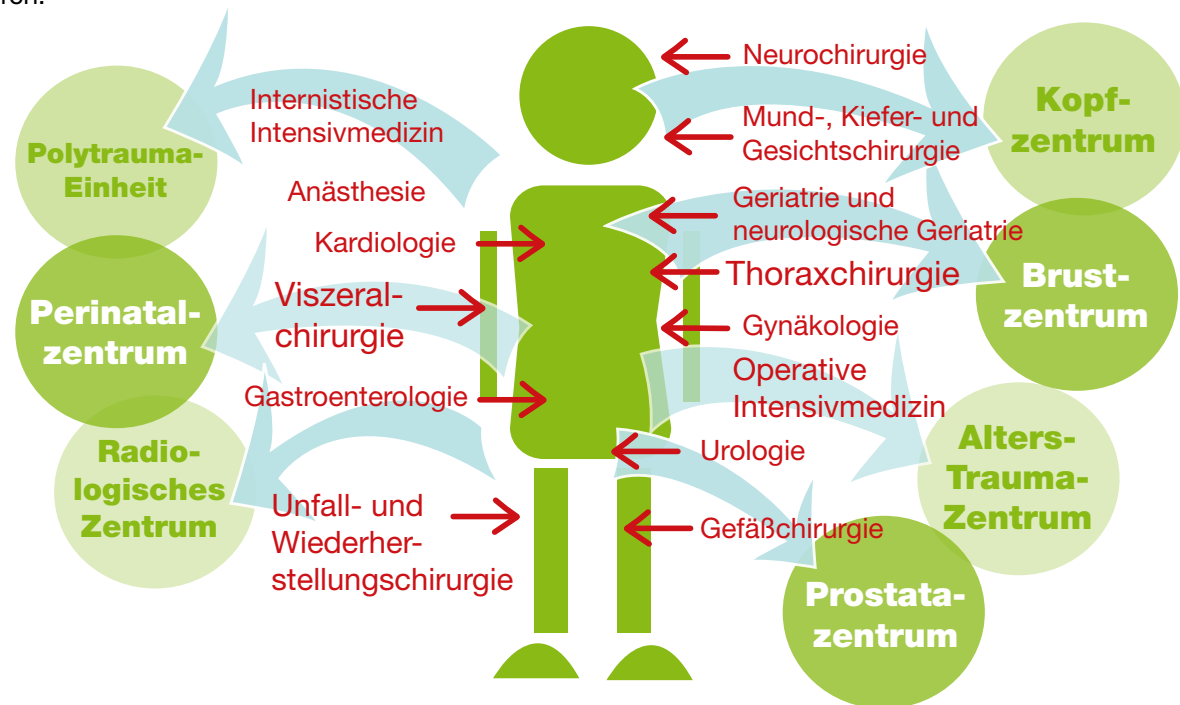 Neurochirurgie
Internistische
Intensivmedizin
Kopf-
zentrum
Mund-, Kiefer- und
Gesichtschirurgie
Polytrauma-
Einheit
Anästhesie
Geriatrie und
neurologische Geriatrie
Kardiologie
Thoraxchirurgie
Brust-
zentrum
Viszeral-
chirurgie
Perinatal-
zentrum
Gynäkologie
Operative
Intensivmedizin
Gastroenterologie
Radio-
logisches
Zentrum
Urologie
Alters-
Trauma-
Zentrum
Unfall- und
Wiederher-
stellungschirurgie
Gefäßchirurgie
Prostata-
zentrum